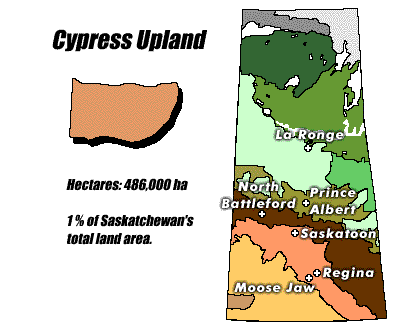 Cypress Upland
Hectares: 486,000 ha
1 % of Saskatchewan's
total land area.
La Ronge
North
Battleford
Prince
Albert
Saskatoon
Regina
Moose Jaw